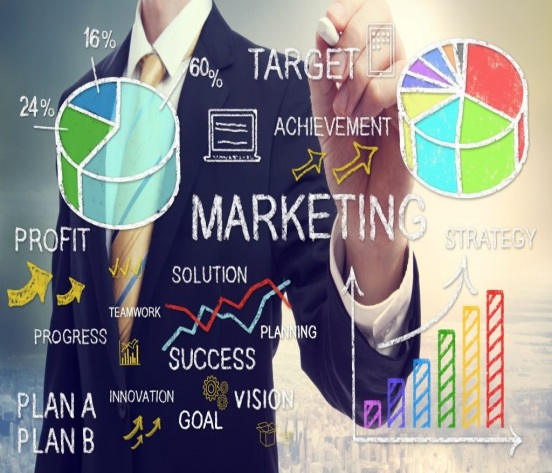 16%
60%
24%
TARGET
ACHIEVEMENT
MARKETING
PROFIT
STRATEGY
SOLUTION
TEAMWORK
PLANNING
PROGRESS
SUCCESS
INNOVATION
VISION
PLAN A
GOAL
PLAN B